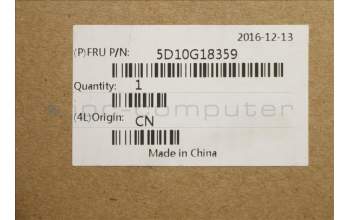 2016-12-13
(P)FRU P/N: 5D10G18359
Quantity: 1
(4L)Origin: CN
Made in China